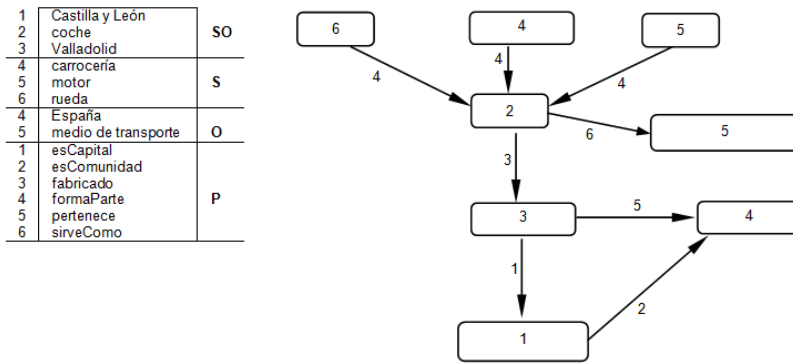 1 Castilla y León
2 coche SO
3 Valladolid
4 carrocería
5 motor S
6 rueda
4 España
5 medio de transporte O
1 esCapital
2 esComunidad
3 fabricado
4 formaParte P
5 pertenece
6 sirveComo
6 4 5
4 4 4
2 6 5
3
3 5 4
1 2
1